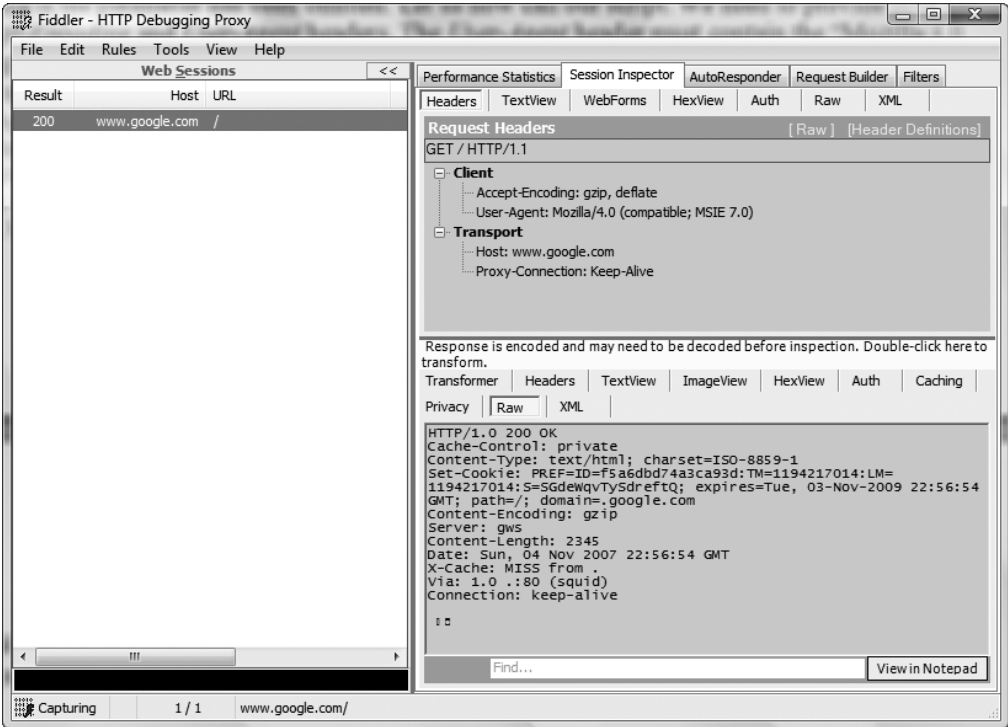 Fiddler - HTTP Debugging Proxy
File Edit Rules Tools View Help
Web Sessions <<
Result Host URL
200 www.google.com /
Performance Statistics Session Inspector AutoResponder Request Builder Filters
Headers TextView WebForms HexView Auth Raw XML
Request Headers [ Raw ] [Header Definitions]
GET / HTTP/1.1
Client
Accept-Encoding: gzip, deflate
User-Agent: Mozilla/4.0 (compatible; MSIE 7.0)
Transport
Host: www.google.com
Proxy-Connection: Keep-Alive
Response is encoded and may need to be decoded before inspection. Double-click here to
transform.
Transformer Headers TextView ImageView HexView Auth Caching
Privacy Raw XML
HTTP/1.0 200 OK
Cache-Control: private
Content-Type: text/html; charset=ISO-8859-1
Set-Cookie: PREF=ID=f5a6dbd74a3ca93d:TM=1194217014:LM=
1194217014:S=SGdeWqvTySdreftQ; expires=Tue, 03-Nov-2009 22:56:54
GMT; path=/; domain=.google.com
Content-Encoding: gzip
Server: gws
Content-Length: 2345
Date: Sun, 04 Nov 2007 22:56:54 GMT
X-Cache: MISS from .
Via: 1.0 .:80 (squid)
Connection: keep-alive
Find... View in Notepad
Capturing 1 / 1 www.google.com/